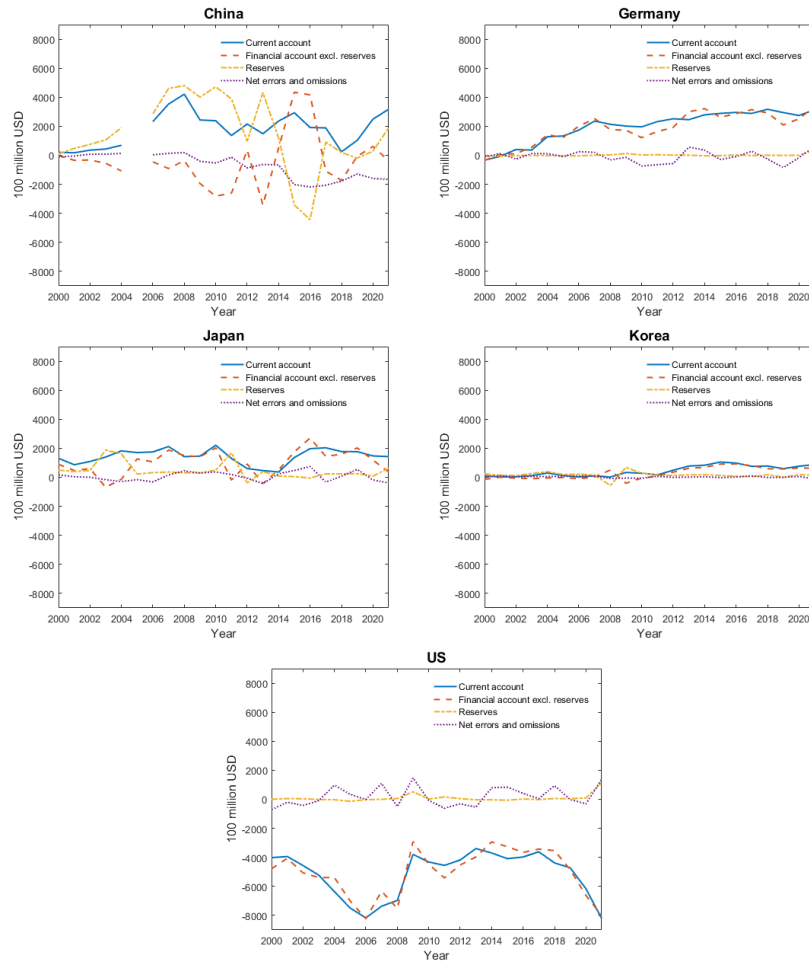 China
8000
6000
4000
2000
0
-2000
-4000
-6000
-8000
100 million USD
Current account
Financial account excl. reserves
Reserves
Net errors and omissions
2000 2002 2004 2006 2008 2010 2012 2014 2016 2018 2020
Year
Germany
8000
6000
4000
2000
0
-2000
-4000
-6000
-8000
100 million USD
Current account
Financial account excl. reserves
Reserves
Net errors and omissions
2000 2002 2004 2006 2008 2010 2012 2014 2016 2018 2020
Year
Japan
8000
6000
4000
2000
0
-2000
-4000
-6000
-8000
100 million USD
Current account
Financial account excl. reserves
Reserves
Net errors and omissions
2000 2002 2004 2006 2008 2010 2012 2014 2016 2018 2020
Year
Korea
8000
6000
4000
2000
0
-2000
-4000
-6000
-8000
100 million USD
Current account
Financial account excl. reserves
Reserves
Net errors and omissions
2000 2002 2004 2006 2008 2010 2012 2014 2016 2018 2020
Year
US
8000
6000
4000
2000
0
-2000
-4000
-6000
-8000
100 million USD
Current account
Financial account excl. reserves
Reserves
Net errors and omissions
2000 2002 2004 2006 2008 2010 2012 2014 2016 2018 2020
Year